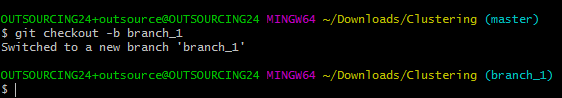 OUTSOURCING24+outsource@OUTSOURCING24 MINGW64 ~/Downloads/Clustering (master)
$ git checkout -b branch_1
Switched to a new branch 'branch_1'
OUTSOURCING24+outsource@OUTSOURCING24 MINGW64 ~/Downloads/Clustering (branch_1)
$